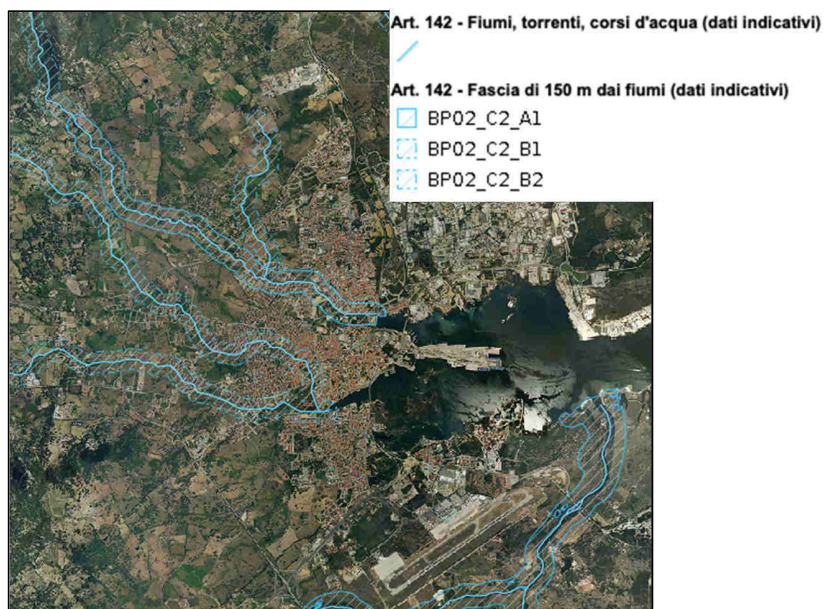 Art. 142 - Fiumi, torrenti, corsi d'acqua (dati indicativi)
Art. 142 - Fascia di 150 m dai fiumi (dati indicativi)
BP02_C2_A1
BP02_C2_B1
BP02_C2_B2